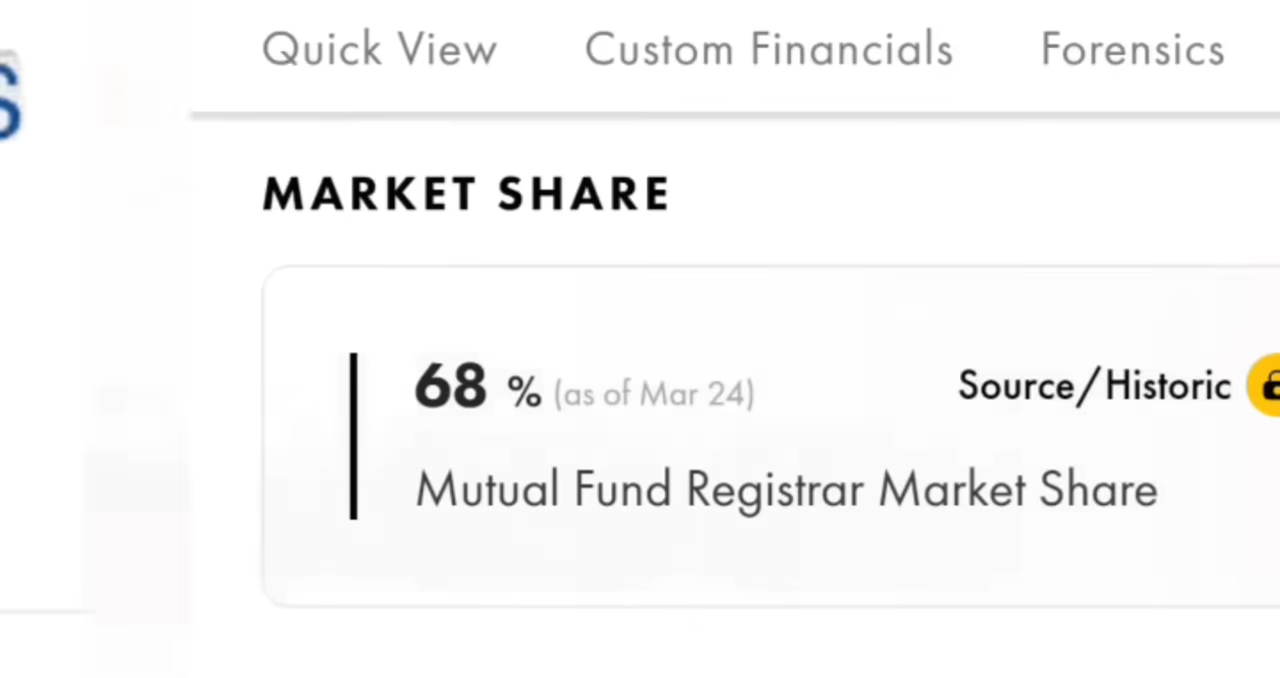 Quick View Custom Financials Forensics
S
MARKET SHARE
68 % (as of Mar 24) Source/Historic
Mutual Fund Registrar Market Share